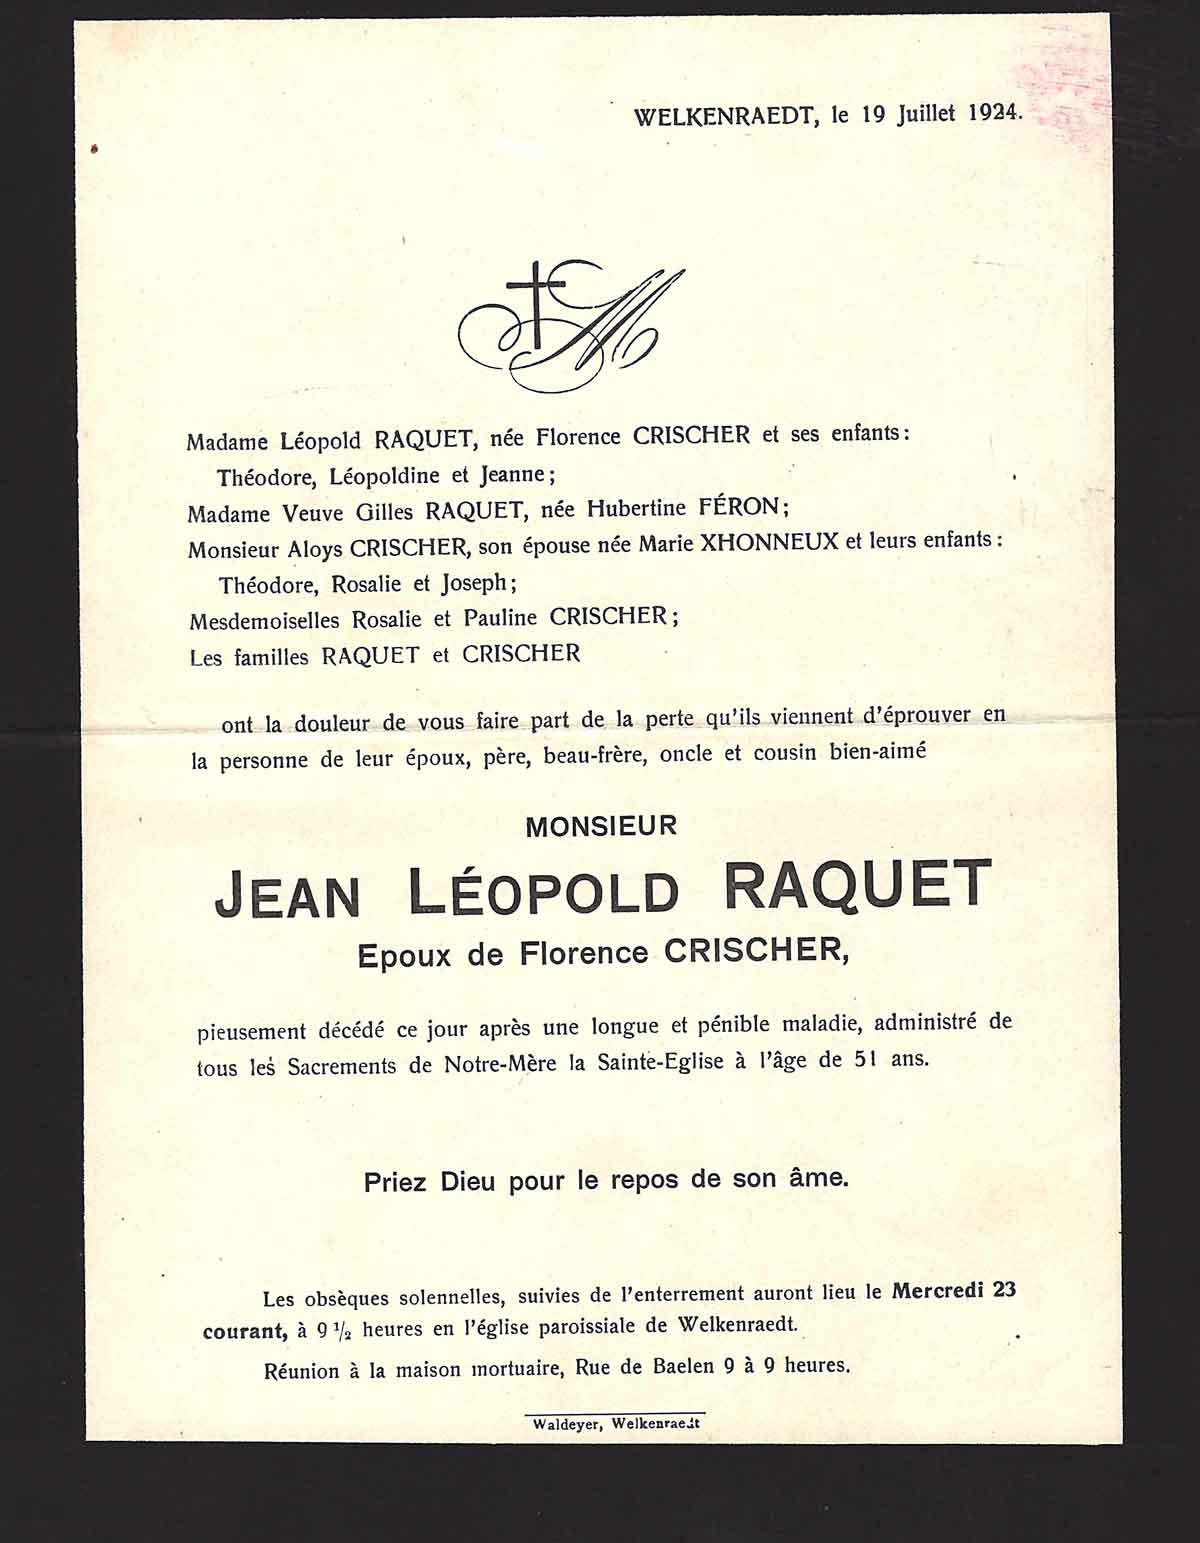 WELKENRAEDT, le 19 Juillet 1924.
M
Madame Léopold RAQUET, née Florence CRISCHER et ses enfants :
Théodore, Léopoldine et Jeanne ;
Madame Veuve Gilles RAQUET, née Hubertine FÉRON ;
Monsieur Aloys CRISCHER, son épouse née Marie XHONNEUX et leurs enfants :
Théodore, Rosalie et Joseph ;
Mesdemoiselles Rosalie et Pauline CRISCHER ;
Les familles RAQUET et CRISCHER
ont la douleur de vous faire part de la perte qu'ils viennent d'éprouver en
la personne de leur époux, père, beau-frère, oncle et cousin bien-aimé
MONSIEUR
JEAN LÉOPOLD RAQUET
Epoux de Florence CRISCHER,
pieusement décédé ce jour après une longue et pénible maladie, administré de
tous les Sacrements de Notre-Mère la Sainte-Eglise à l'âge de 51 ans.
Priez Dieu pour le repos de son âme.
Les obsèques solennelles, suivies de l'enterrement auront lieu le Mercredi 23
courant, à 9 1/2 heures en l'église paroissiale de Welkenraedt.
Réunion à la maison mortuaire, Rue de Baelen 9 à 9 heures.
Waldeyer, Welkenraedt